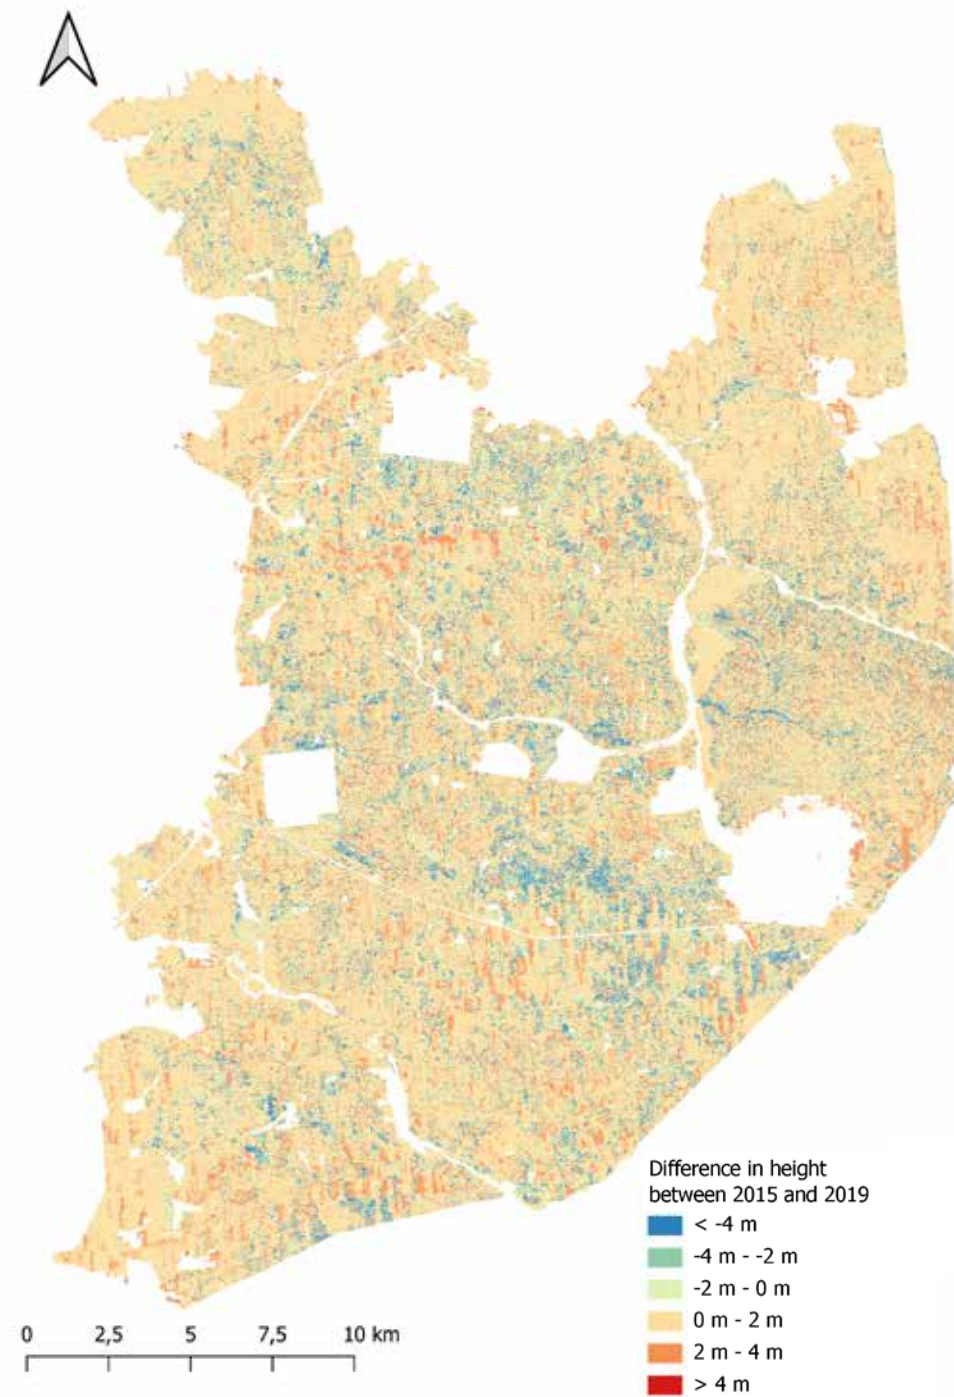 Difference in height
between 2015 and 2019
< -4 m
-4 m - -2 m
-2 m - 0 m
0 m - 2 m
2 m - 4 m
> 4 m
0 2,5 5 7,5 10 km